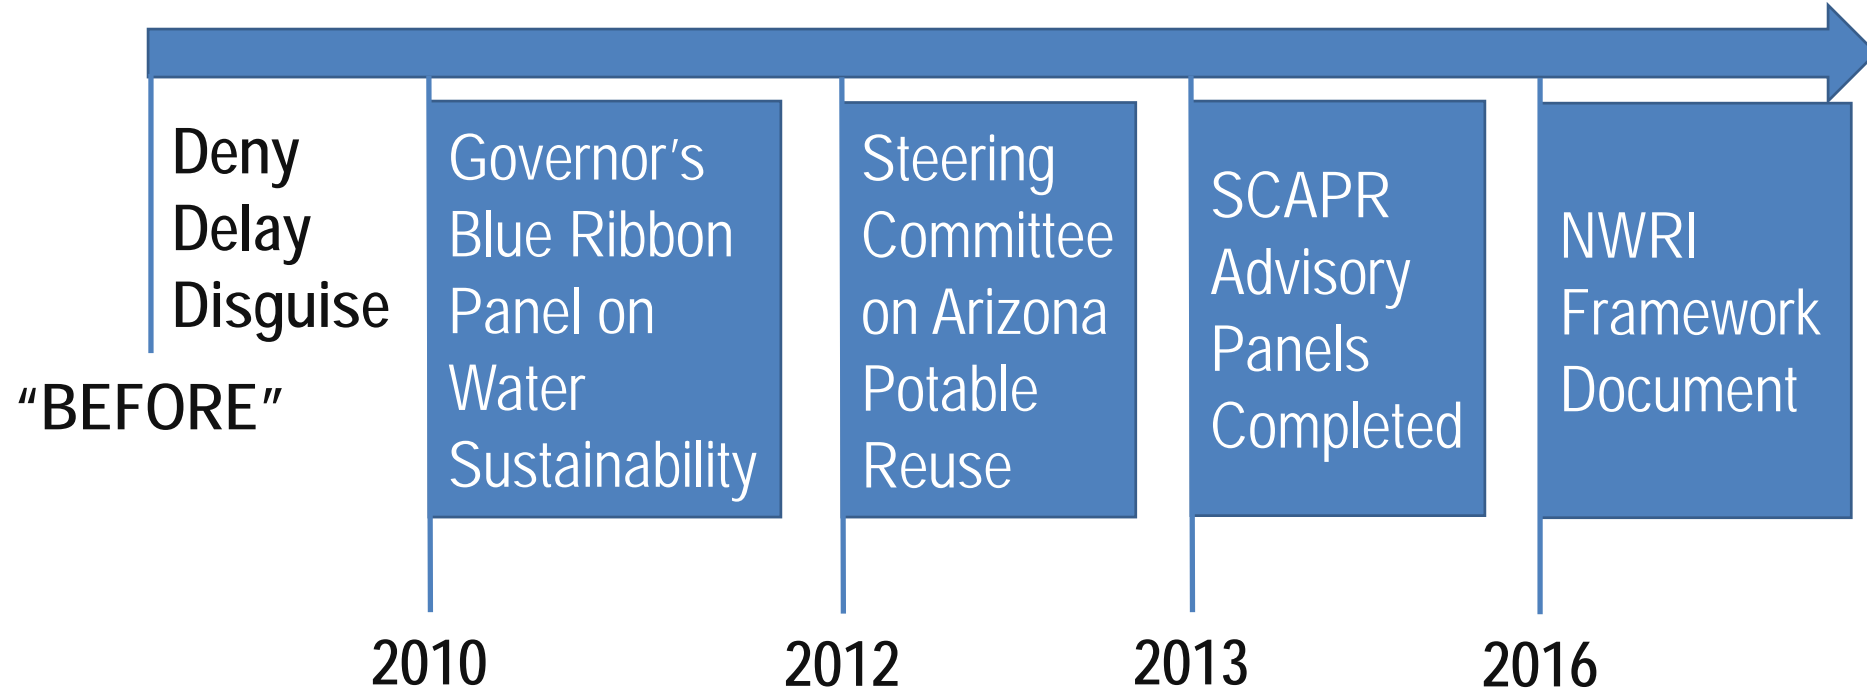 Deny
Delay
Disguise
“BEFORE”
Governor’s
Blue Ribbon
Panel on
Water
Sustainability
2010
Steering
Committee
on Arizona
Potable
Reuse
2012
SCAPR
Advisory
Panels
Completed
2013
NWRI
Framework
Document
2016